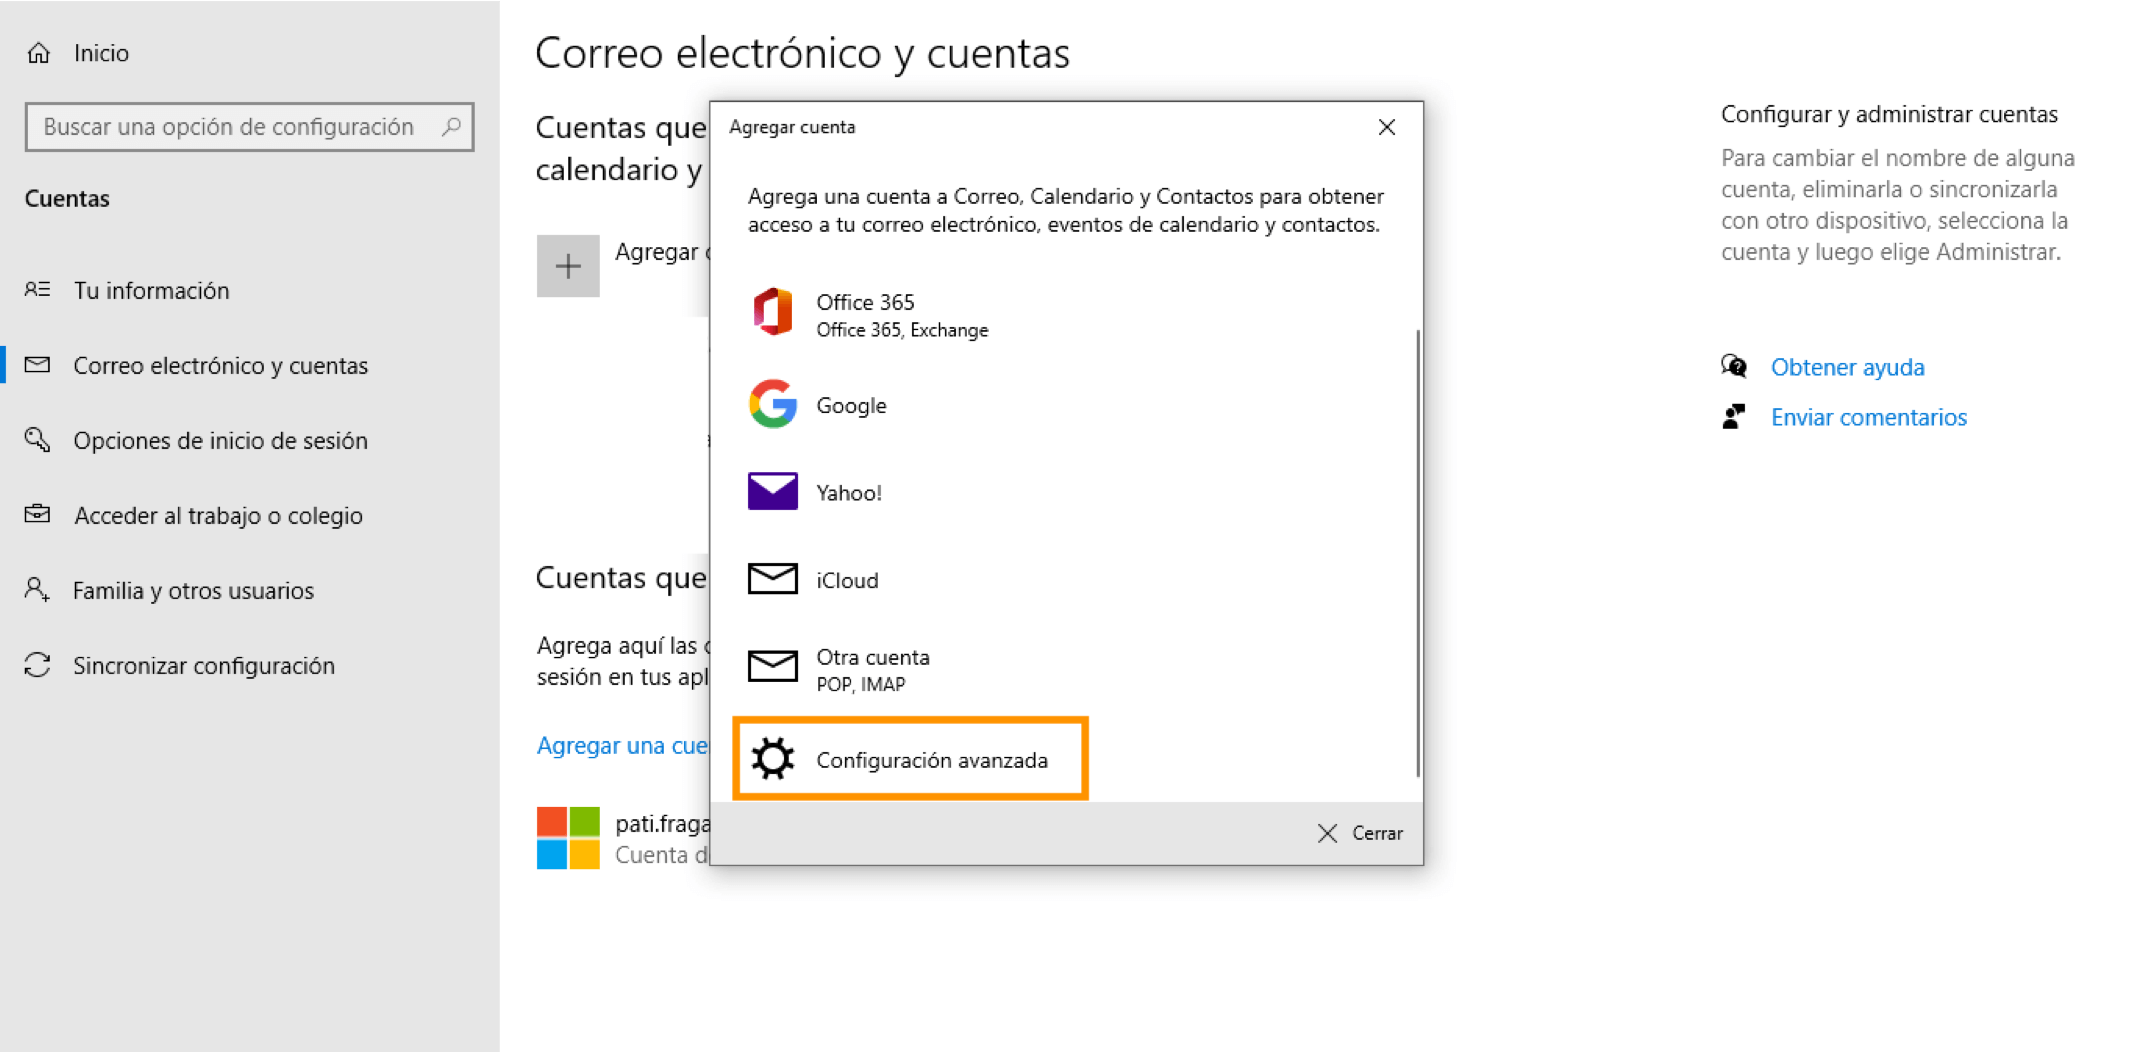 Inicio
Buscar una opción de configuración
Cuentas
Tu información
Correo electrónico y cuentas
Opciones de inicio de sesión
Acceder al trabajo o colegio
Familia y otros usuarios
Sincronizar configuración
Correo electrónico y cuentas
Cuentas que
calendario y
Agregar
Cuentas que
Agrega aquí las
sesión en tus
Agregar una
pati.fraga
Cuenta
Agregar cuenta
Agrega una cuenta a Correo, Calendario y Contactos para obtener
acceso a tu correo electrónico, eventos de calendario y contactos.
Office 365
Office 365, Exchange
Google
Yahoo!
iCloud
Otra cuenta
POP, IMAP
Configuración avanzada
Cerrar
Configurar y administrar cuentas
Para cambiar el nombre de alguna
cuenta, eliminarla o sincronizarla
con otro dispositivo, selecciona la
cuenta y luego elige Administrar.
Obtener ayuda
Enviar comentarios